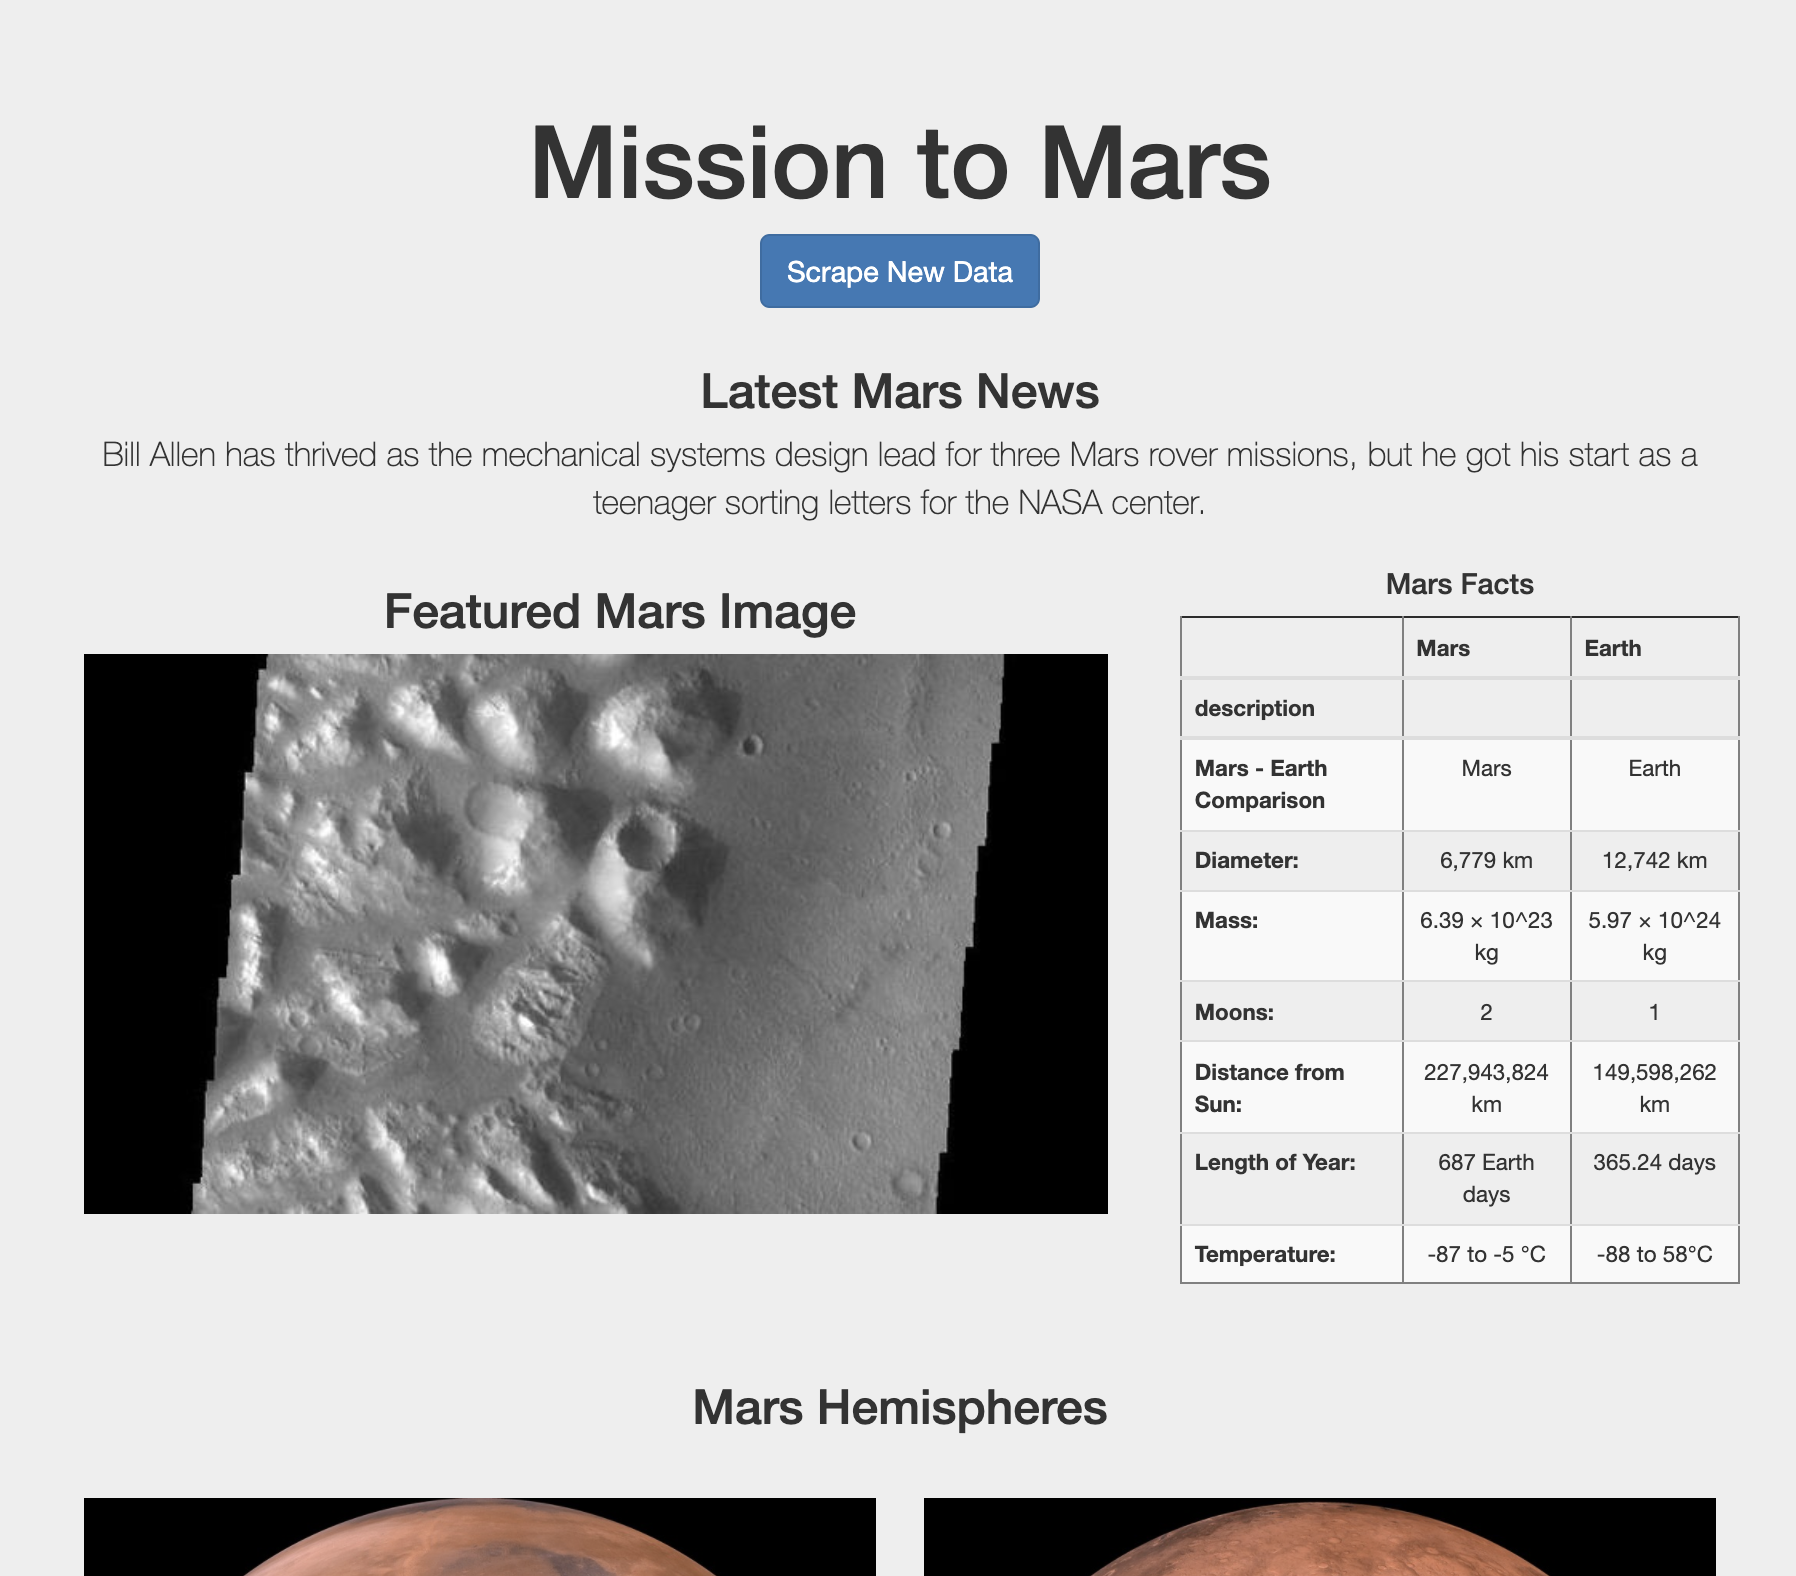 Mission to Mars
Scrape New Data
Latest Mars News
Bill Allen has thrived as the mechanical systems design lead for three Mars rover missions, but he got his start as a
teenager sorting letters for the NASA center.
Featured Mars Image
Mars Facts
Mars Earth
description
Mars - Earth Comparison Mars Earth
Diameter: 6,779 km 12,742 km
Mass: 6.39 × 10^23 kg 5.97 × 10^24 kg
Moons: 2 1
Distance from Sun: 227,943,824 km 149,598,262 km
Length of Year: 687 Earth days 365.24 days
Temperature: -87 to -5 °C -88 to 58°C
Mars Hemispheres